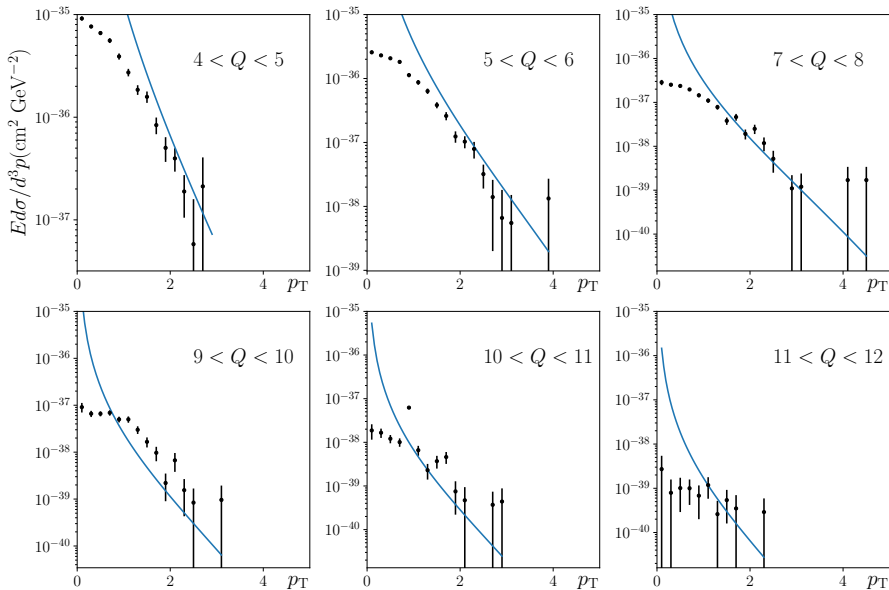 4 < Q < 5
5 < Q < 6
7 < Q < 8
Edσ/d³p(cm² GeV⁻²)
10⁻³⁵
10⁻³⁶
10⁻³⁷
0 2 4 p_T
10⁻³⁵
10⁻³⁶
10⁻³⁷
10⁻³⁸
10⁻³⁹
0 2 4 p_T
10⁻³⁵
10⁻³⁶
10⁻³⁷
10⁻³⁸
10⁻³⁹
10⁻⁴⁰
0 2 4 p_T
9 < Q < 10
10 < Q < 11
11 < Q < 12
10⁻³⁵
10⁻³⁶
10⁻³⁷
10⁻³⁸
10⁻³⁹
10⁻⁴⁰
0 2 4 p_T
10⁻³⁵
10⁻³⁶
10⁻³⁷
10⁻³⁸
10⁻³⁹
10⁻⁴⁰
0 2 4 p_T
10⁻³⁵
10⁻³⁶
10⁻³⁷
10⁻³⁸
10⁻³⁹
10⁻⁴⁰
0 2 4 p_T